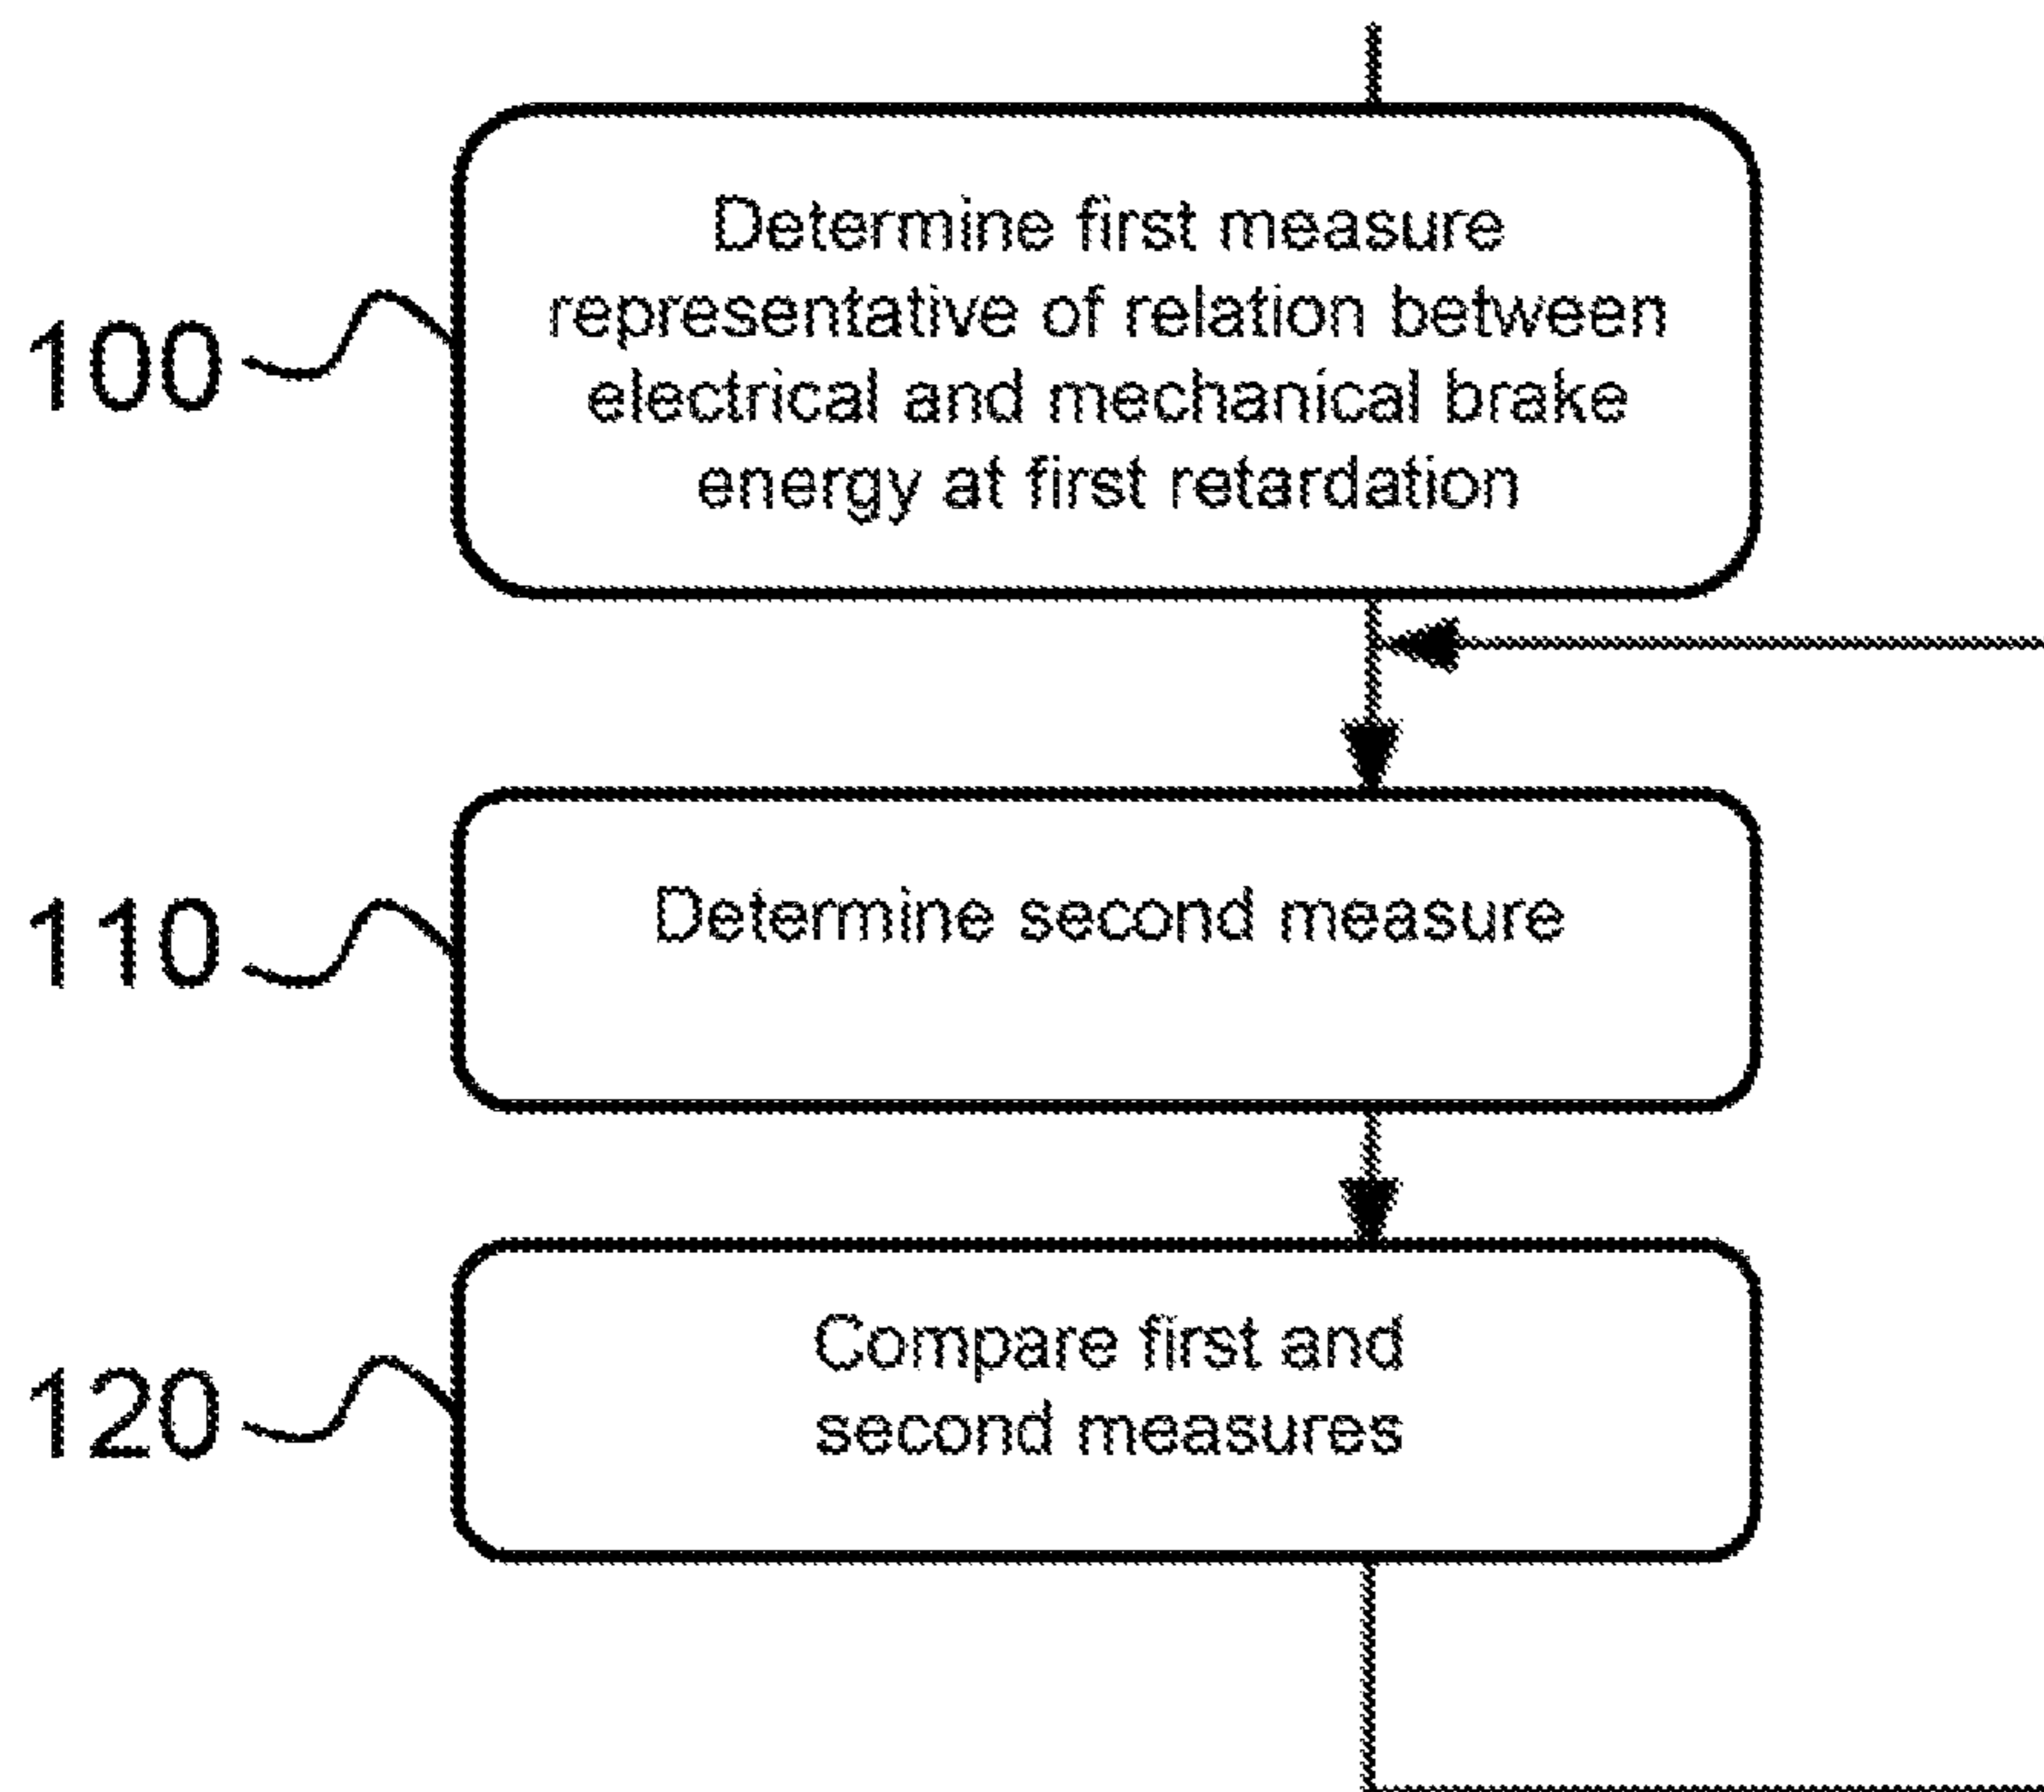 Determine first measure
representative of relation between
electrical and mechanical brake
energy at first retardation
100
Determine second measure
110
Compare first and
second measures
120